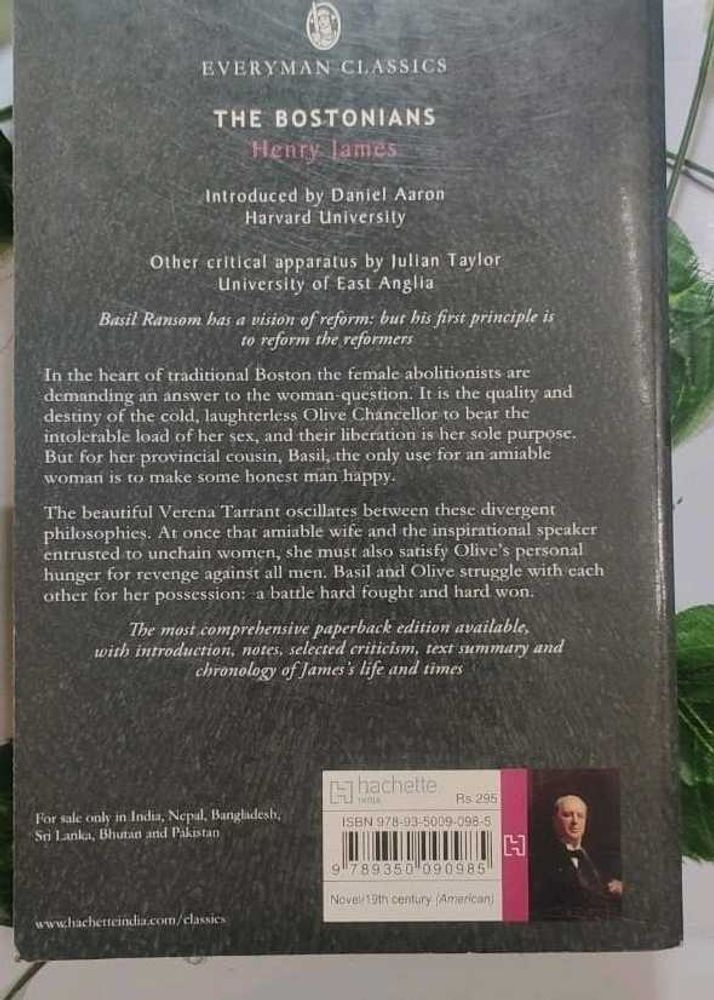 EVERYMAN CLASSICS
THE BOSTONIANS
Henry James
Introduced by Daniel Aaron
Harvard University
Other critical apparatus by Julian Taylor
University of East Anglia
Basil Ransom has a vision of reform: but his first principle is
to reform the reformers
In the heart of traditional Boston the female abolitionists are
demanding an answer to the woman-question. It is the quality and
destiny of the cold, laughterless Olive Chancellor to bear the
intolerable load of her sex, and their liberation is her sole purpose.
But for her provincial cousin, Basil, the only use for an amiable
woman is to make some honest man happy.
The beautiful Verena Tarrant oscillates between these divergent
philosophies. At once that amiable wife and the inspirational speaker
entrusted to unchain women, she must also satisfy Olive's personal
hunger for revenge against all men. Basil and Olive struggle with each
other for her possession: a battle hard fought and hard won.
The most comprehensive paperback edition available,
with introduction, notes, selected criticism, text summary and
chronology of James's life and times
hachette
INDIA
Rs 295
ISBN 978-93-5009-098-5
9 789350 090985
Novel/19th century (American)
For sale only in India, Nepal, Bangladesh,
Sri Lanka, Bhutan and Pakistan
www.hachetteindia.com/classics